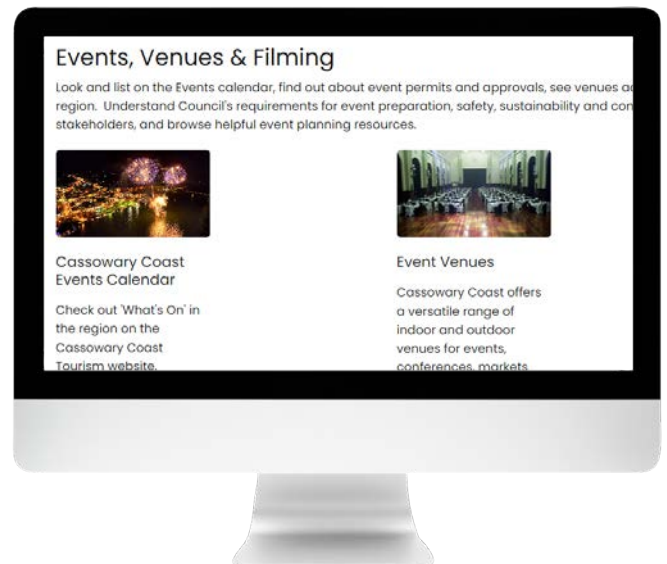 Events, Venues & Filming
Look and list on the Events calendar, find out about event permits and approvals, see venues
region. Understand Council's requirements for event preparation, safety, sustainability and
stakeholders, and browse helpful event planning resources.
Cassowary Coast
Events Calendar
Check out 'What's On' in
the region on the
Cassowary Coast
Tourism website.
Event Venues
Cassowary Coast offers
a versatile range of
indoor and outdoor
venues for events,
conferences, markets